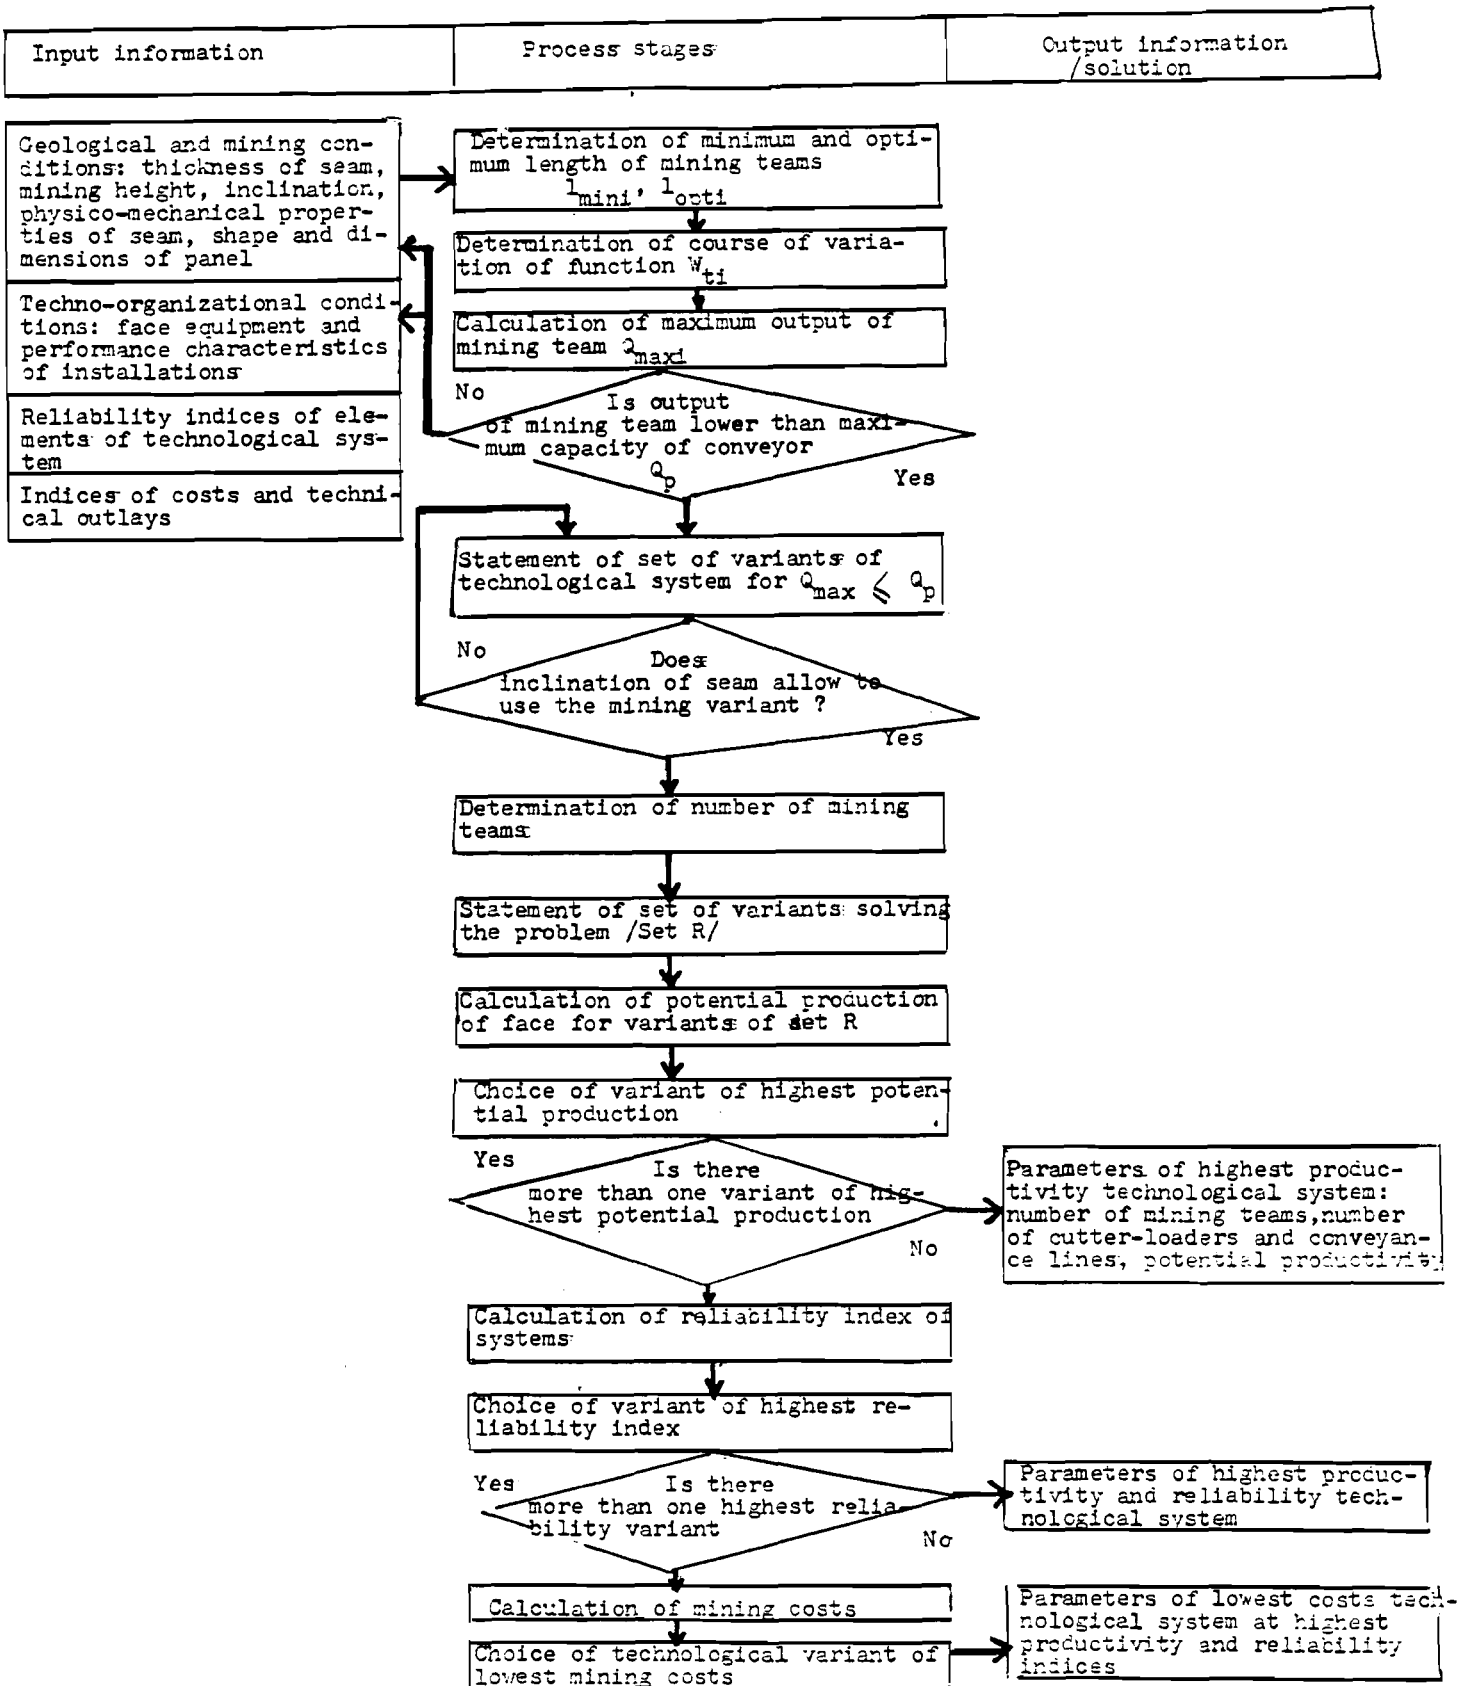 Input information
Process stages
Output information
/solution
Geological and mining con-
ditions: thickness of seam,
mining height, inclination,
physico-mechanical proper-
ties of seam, shape and di-
mensions of panel
Techno-organizational condi-
tions: face equipment and
performance characteristics
of installations
Reliability indices of ele-
ments of technological sys-
tem
Indices of costs and techni-
cal outlays
Determination of minimum and opti-
mum length of mining teams
l_mini, l_opti
Determination of course of varia-
tion of function W_ti
Calculation of maximum output of
mining team Q_maxi
No
Is output
of mining team lower than maxi-
mum capacity of conveyor
Q_p
Yes
Statement of set of variants of
technological system for Q_max ⩽ Q_p
No
Does
inclination of seam allow to
use the mining variant ?
Yes
Determination of number of mining
teams
Statement of set of variants solving
the problem /Set R/
Calculation of potential production
of face for variants of set R
Choice of variant of highest poten-
tial production
Yes
Is there
more than one variant of hig-
hest potential production
No
Parameters of highest produc-
tivity technological system:
number of mining teams,number
of cutter-loaders and conveyan-
ce lines, potential productivity
Calculation of reliability index of
systems
Choice of variant of highest re-
liability index
Yes
Is there
more than one highest relia-
bility variant
No
Parameters of highest produc-
tivity and reliability tech-
nological system
Calculation of mining costs
Choice of technological variant of
lowest mining costs
Parameters of lowest costs tech-
nological system at highest
productivity and reliability
indices